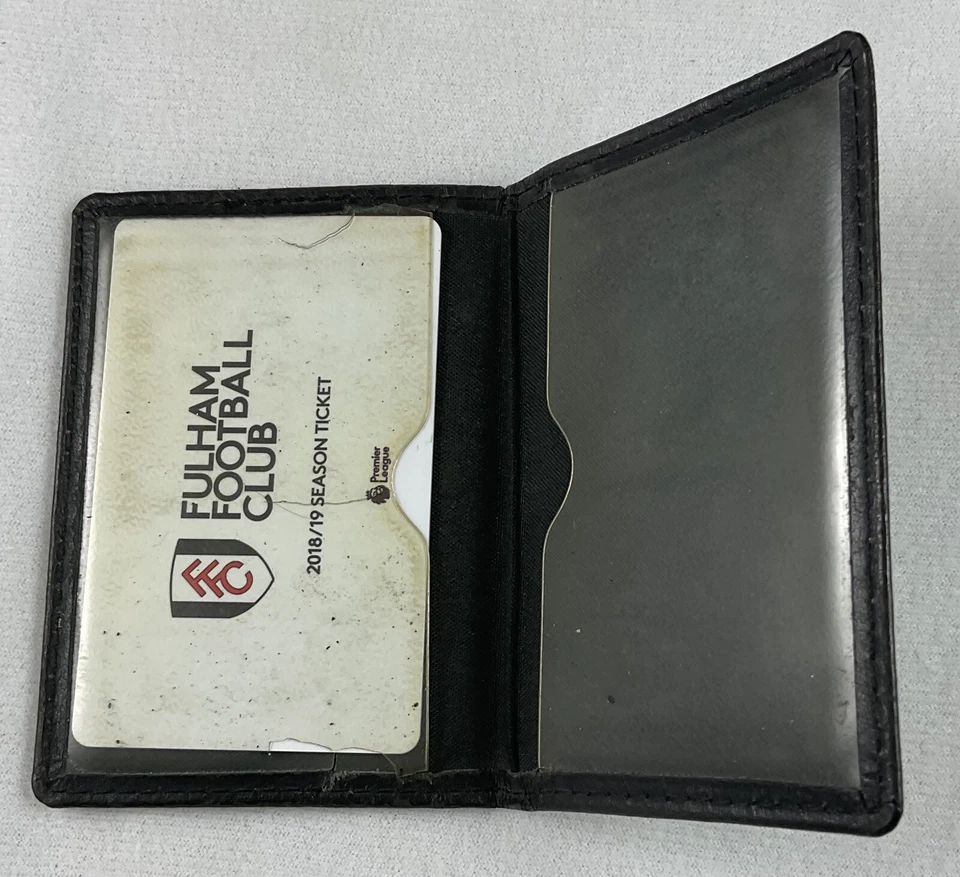 FULHAM
FOOTBALL
CLUB
FFC
2018/19 SEASON TICKET
Premier
League